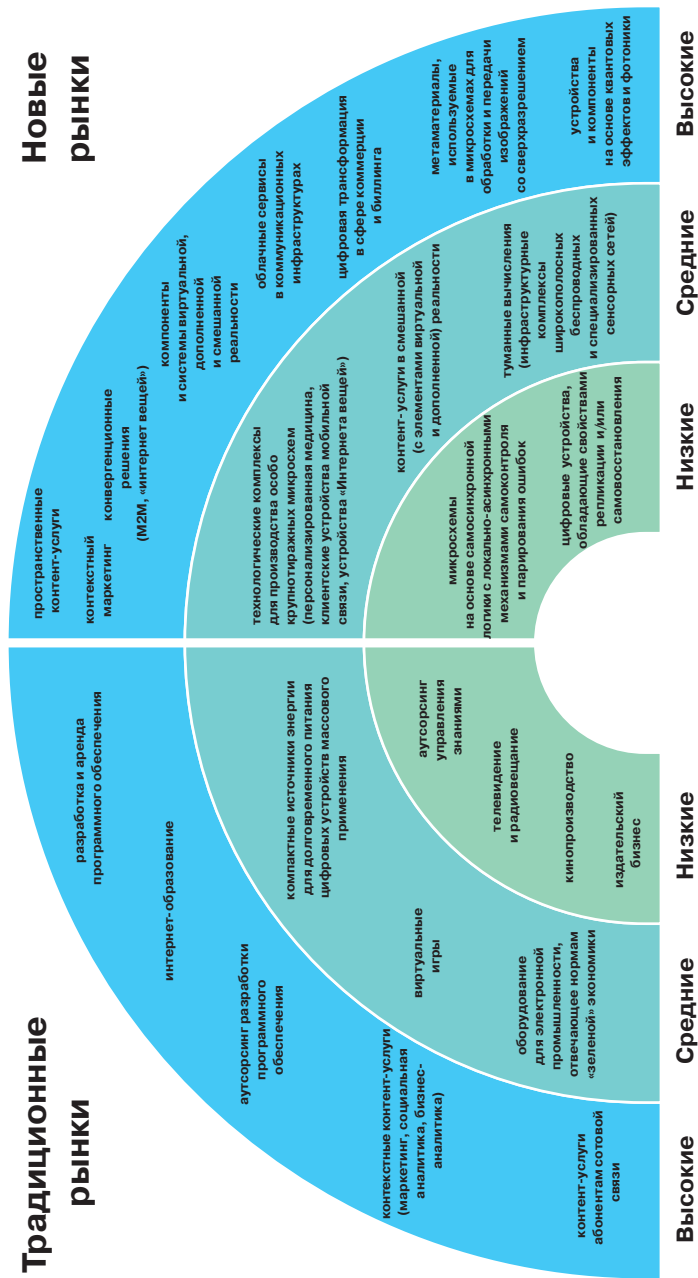 Традиционные
рынки
Новые
рынки
разработка и аренда
программного обеспечения
интернет-образование
аутсорсинг разработки
программного
обеспечения
контекстные контент-услуги
(маркетинг, социальная
аналитика, бизнес-
аналитика)
контент-услуги
абонентам сотовой
связи
компактные источники энергии
для долговременного питания
цифровых устройств массового
применения
виртуальные
игры
оборудование
для электронной
промышленности,
отвечающее нормам
«зеленой» экономики
аутсорсинг
управления
знаниями
телевидение
и радиовещание
кинопроизводство
издательский
бизнес
пространственные
контент-услуги
контекстный
маркетинг
конвергенционные
решения
(М2М, «интернет вещей»)
компоненты
и системы виртуальной,
дополненной
и смешанной
реальности
облачные сервисы
в коммуникационных
инфраструктурах
цифровая трансформация
в сфере коммерции
и биллинга
метаматериалы,
используемые
в микросхемах для
обработки и передачи
изображений
со сверхразрешением
устройства
и компоненты
на основе квантовых
эффектов и фотоники
технологические комплексы
для производства особо
крупнотиражных микросхем
(персонализированная медицина,
клиентские устройства мобильной
связи, устройства «Интернета вещей»)
контент-услуги в смешанной
(с элементами виртуальной
и дополненной) реальности
туманные вычисления
(инфраструктурные
комплексы
широкополосных
беспроводных
и специализированных
сенсорных сетей)
микросхемы
на основе самосинхронной
логики с локально-асинхронными
механизмами самоконтроля
и парирования ошибок
цифровые устройства,
обладающие свойствами
репликации и/или
самовосстановления
Высокие
Средние
Низкие
Низкие
Средние
Высокие